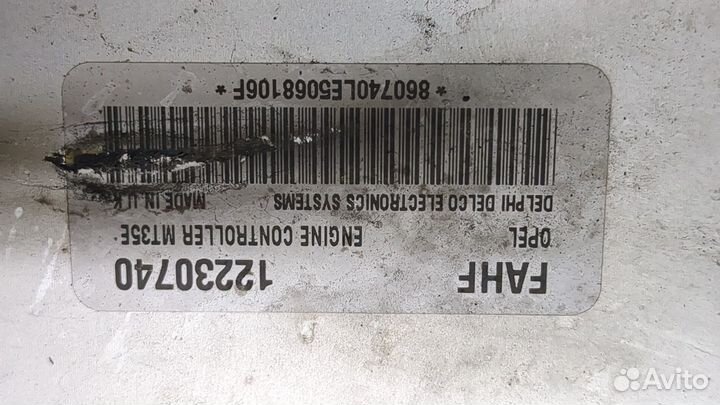 FAHF 12230740
OPEL ENGINE CONTROLLER MT35E
DELPHI DELCO ELECTRONICS SYSTEMS MADE IN U.K
* 860740LE5068106F *
Avito